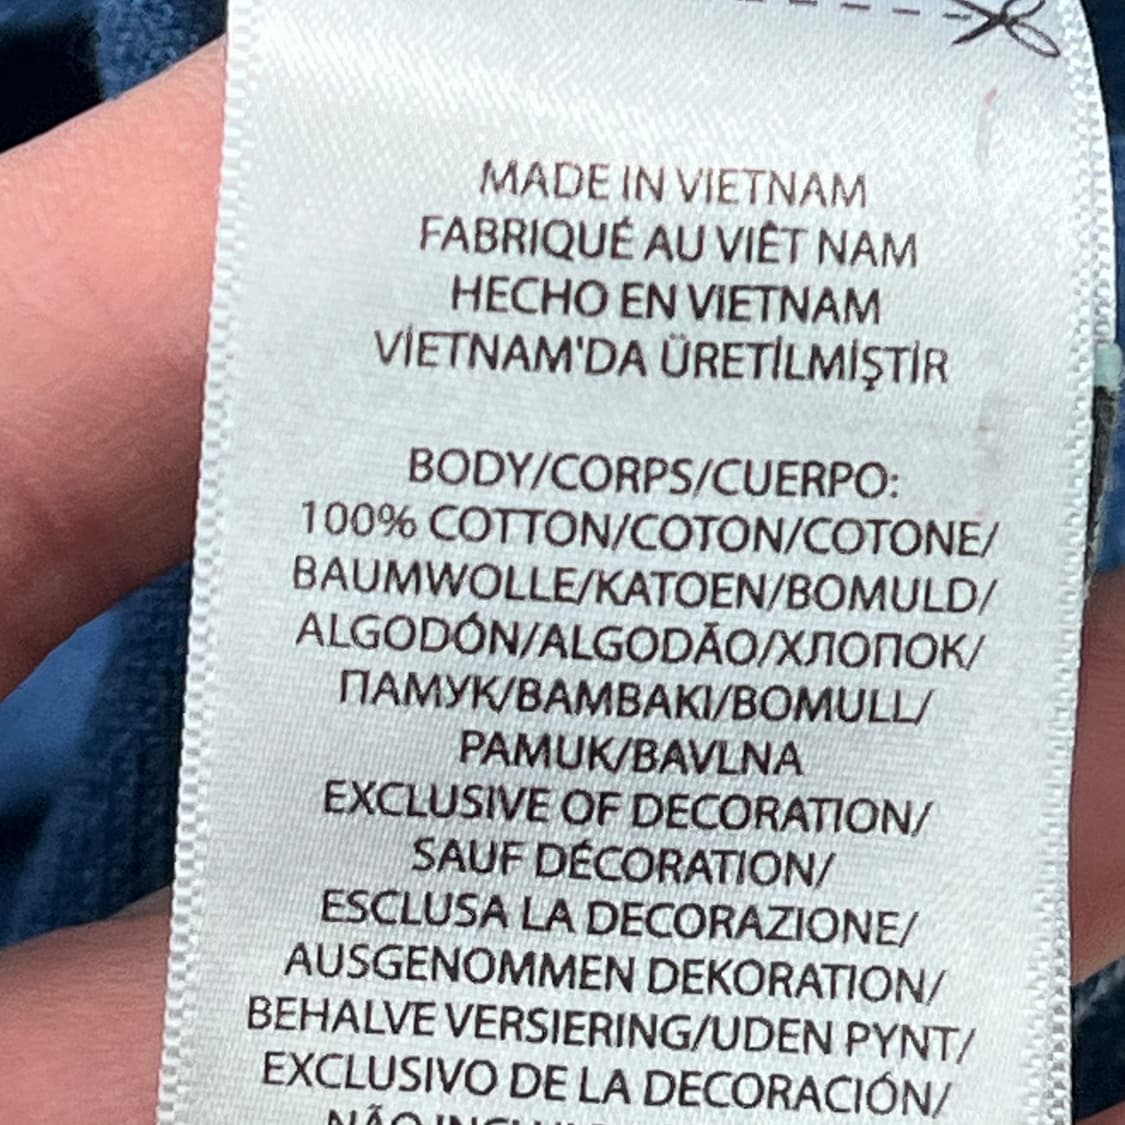 MADE IN VIETNAM
FABRIQUÉ AU VIÊT NAM
HECHO EN VIETNAM
VİETNAM'DA ÜRETİLMİŞTİR
BODY/CORPS/CUERPO:
100% COTTON/COTON/COTONE/
BAUMWOLLE/KATOEN/BOMULD/
ALGODÓN/ALGODÃO/ХЛОПОК/
ПАМУК/ΒΑΜΒΑΚΙ/BOMULL/
PAMUK/BAVLNA
EXCLUSIVE OF DECORATION/
SAUF DÉCORATION/
ESCLUSA LA DECORAZIONE/
AUSGENOMMEN DEKORATION/
BEHALVE VERSIERING/UDEN PYNT/
EXCLUSIVO DE LA DECORACIÓN/
NÃO